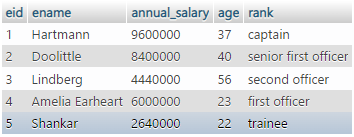 eid ename annual_salary age rank
1 Hartmann 9600000 37 captain
2 Doolittle 8400000 40 senior first officer
3 Lindberg 4440000 56 second officer
4 Amelia Earheart 6000000 23 first officer
5 Shankar 2640000 22 trainee